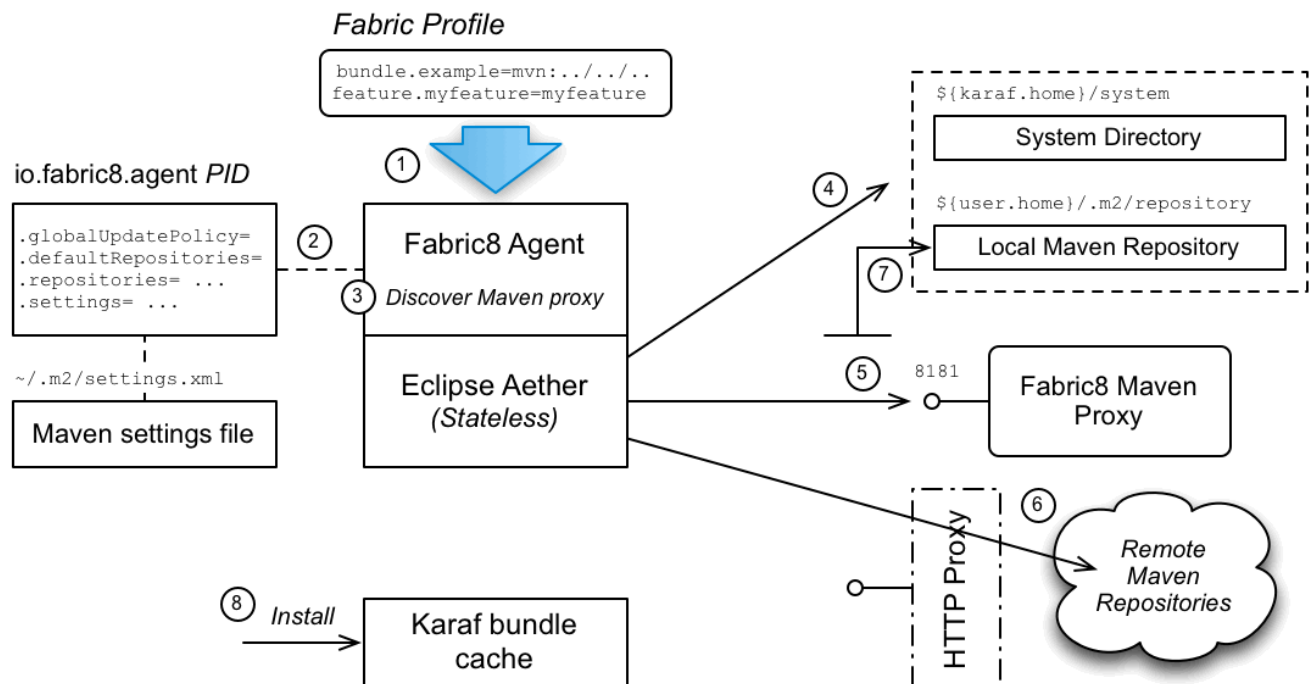 Fabric Profile
bundle.example=mvn:../../..
feature.myfeature=myfeature
1
io.fabric8.agent PID
.globalUpdatePolicy=
.defaultRepositories=
.repositories= ...
.settings= ...
2
Fabric8 Agent
3
Discover Maven proxy
~/.m2/settings.xml
Maven settings file
Eclipse Aether
(Stateless)
4
${karaf.home}/system
System Directory
${user.home}/.m2/repository
Local Maven Repository
7
5
8181
Fabric8 Maven
Proxy
HTTP Proxy
6
Remote
Maven
Repositories
8
Install
Karaf bundle
cache